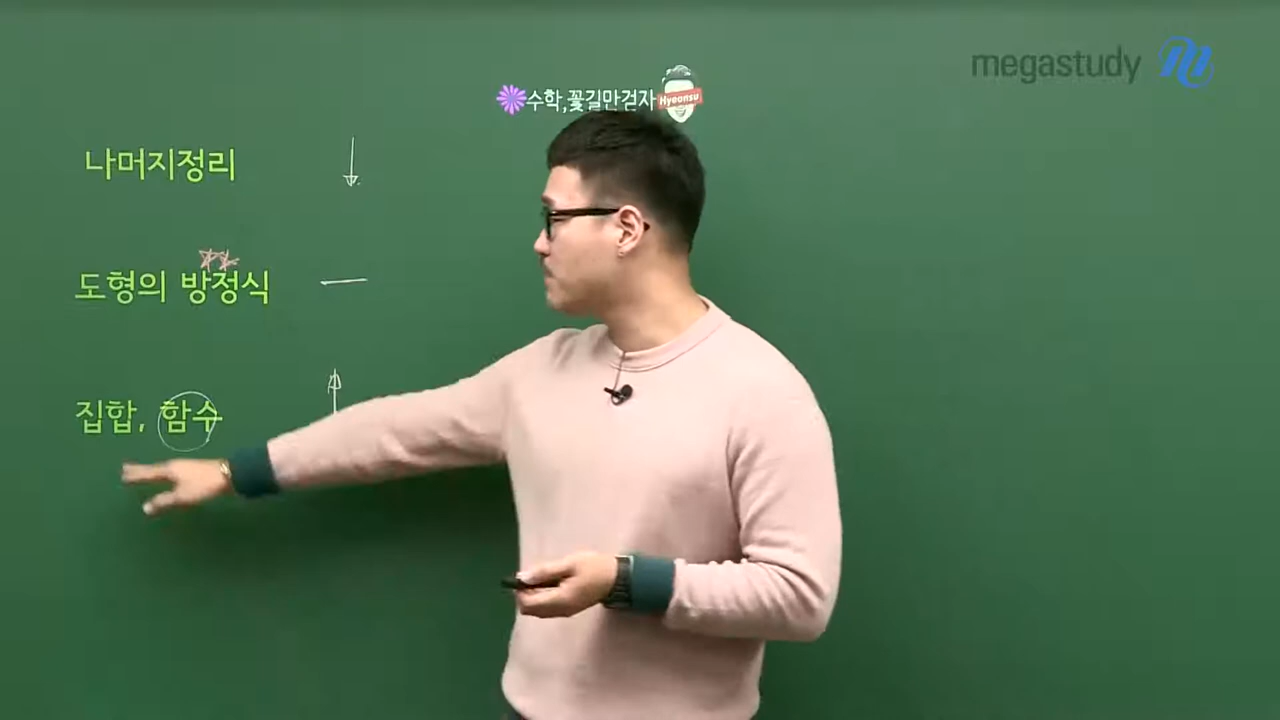 megastudy
수학,꽃길만걷자
Hyeonsu
나머지정리
도형의 방정식
집합, 함수